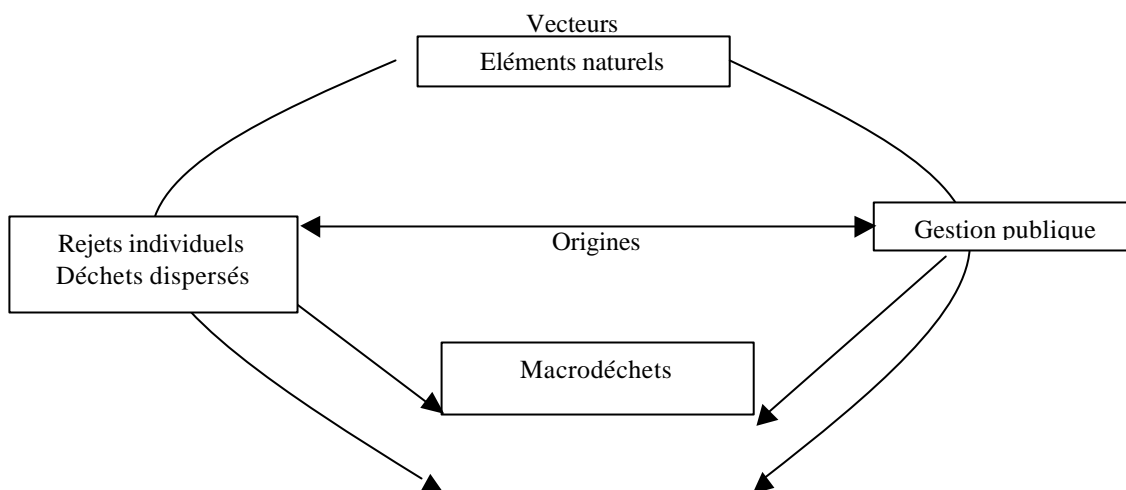 Vecteurs
Eléments naturels
Rejets individuels
Déchets dispersés
Origines
Gestion publique
Macrodéchets